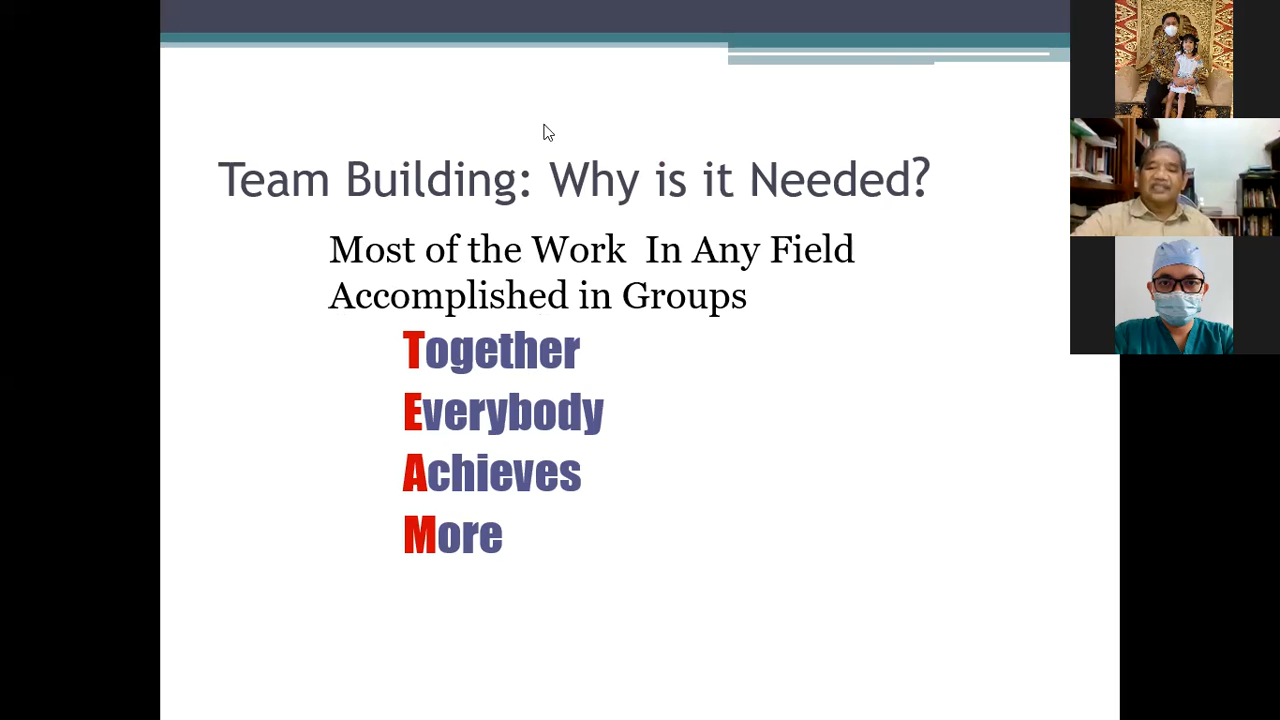 Team Building: Why is it Needed?
Most of the Work In Any Field
Accomplished in Groups
Together
Everybody
Achieves
More